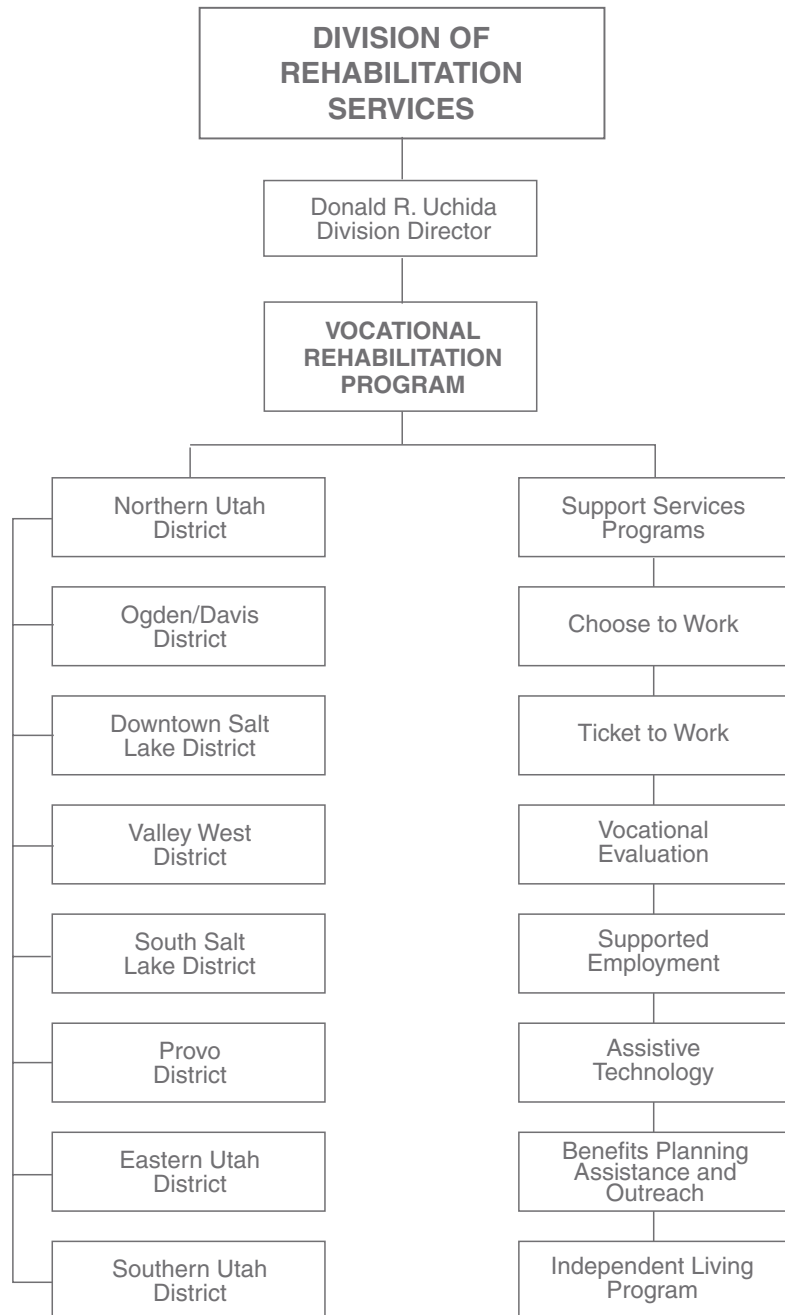 DIVISION OF
REHABILITATION
SERVICES
Donald R. Uchida
Division Director
VOCATIONAL
REHABILITATION
PROGRAM
Northern Utah
District
Ogden/Davis
District
Downtown Salt
Lake District
Valley West
District
South Salt
Lake District
Provo
District
Eastern Utah
District
Southern Utah
District
Support Services
Programs
Choose to Work
Ticket to Work
Vocational
Evaluation
Supported
Employment
Assistive
Technology
Benefits Planning
Assistance and
Outreach
Independent Living
Program